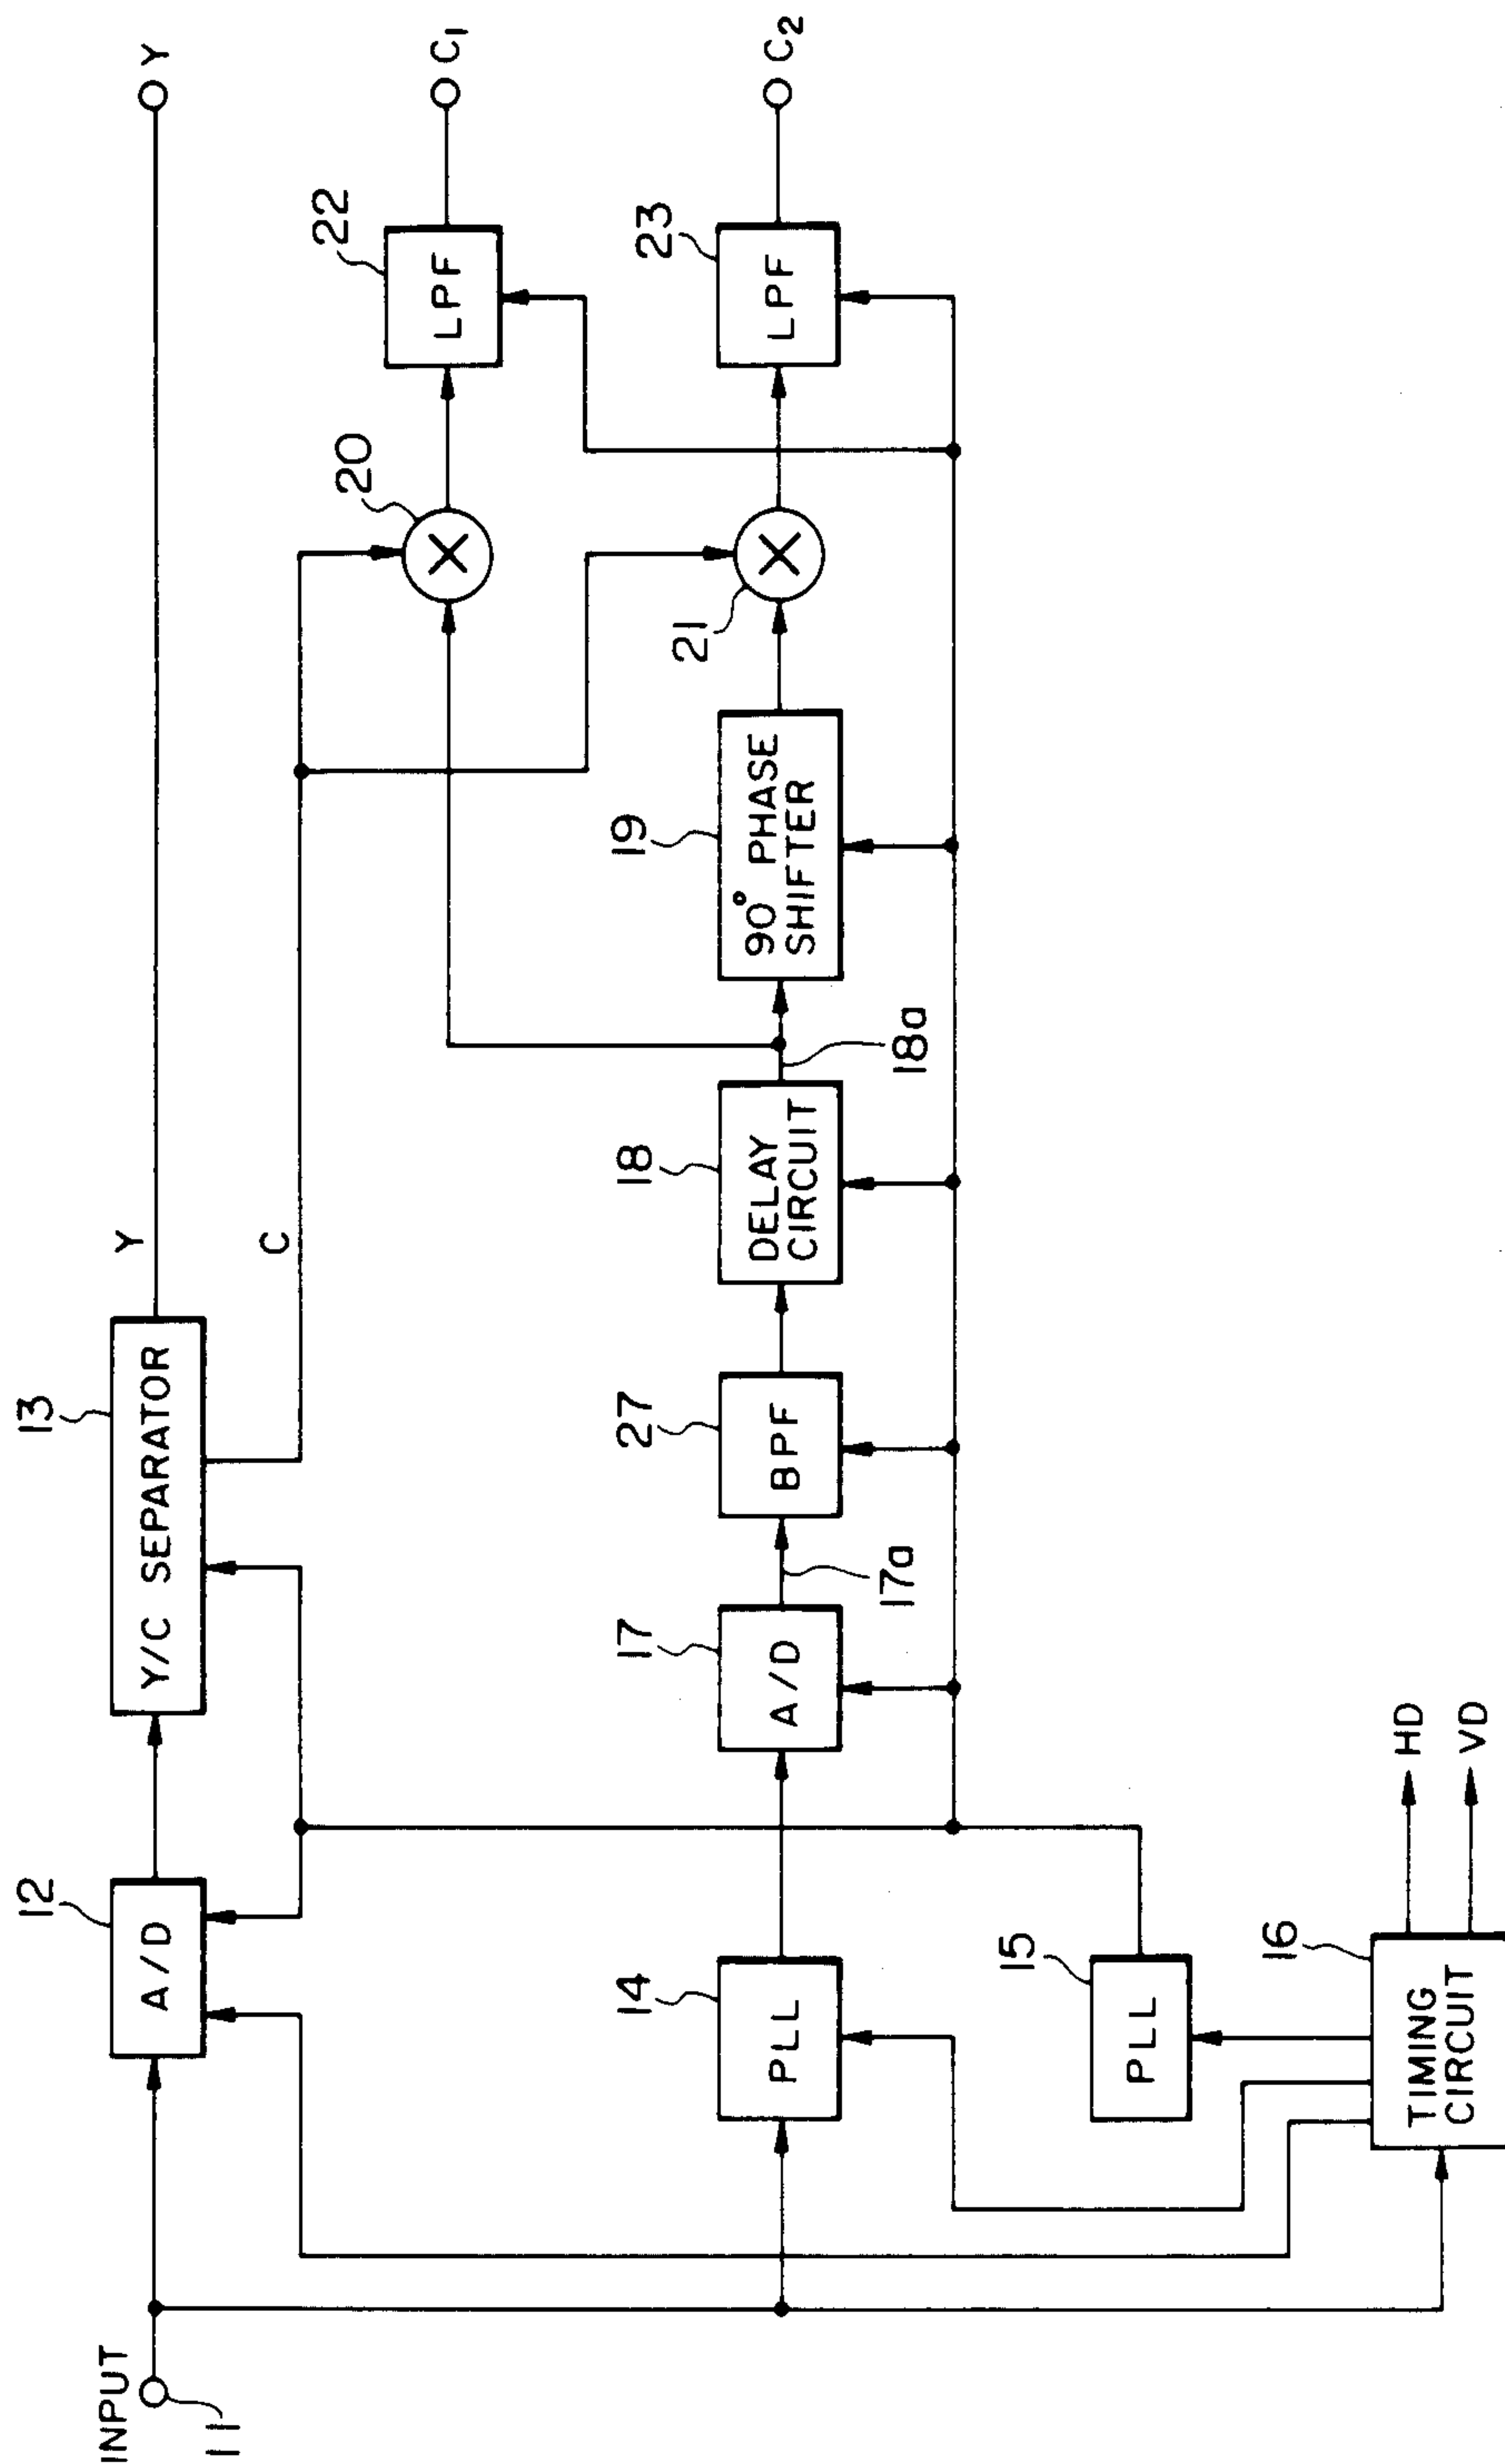 INPUT
11
12
A/D
13
Y/C SEPARATOR
Y
Y
C
14
PLL
17
A/D
17a
27
BPF
18
DELAY
CIRCUIT
18a
19
90° PHASE
SHIFTER
20
21
22
LPF
C1
23
LPF
C2
15
PLL
16
TIMING
CIRCUIT
HD
VD